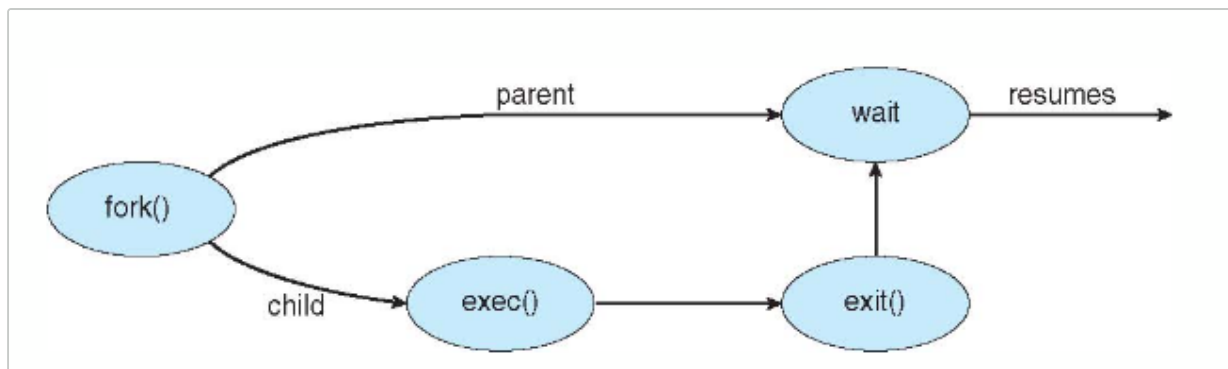 parent
wait
resumes
fork()
child
exec()
exit()